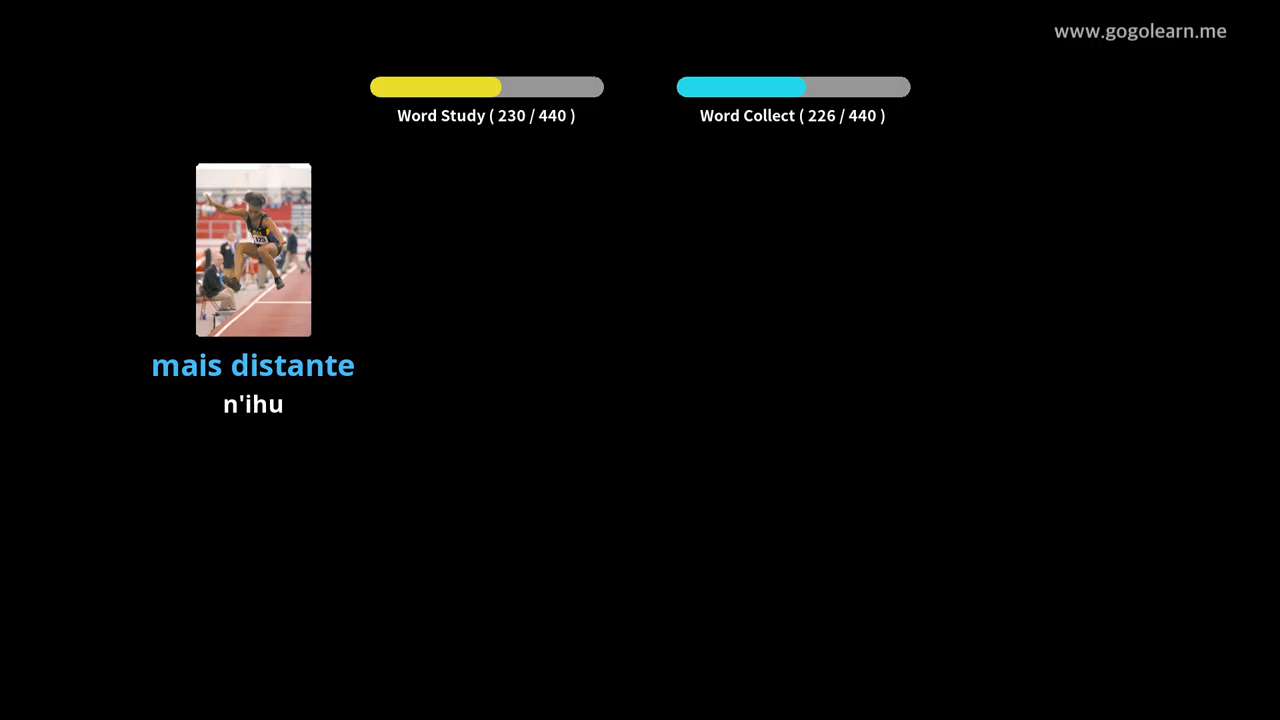 www.gogolearn.me
Word Study ( 230 / 440 )
Word Collect ( 226 / 440 )
mais distante
n'ihu